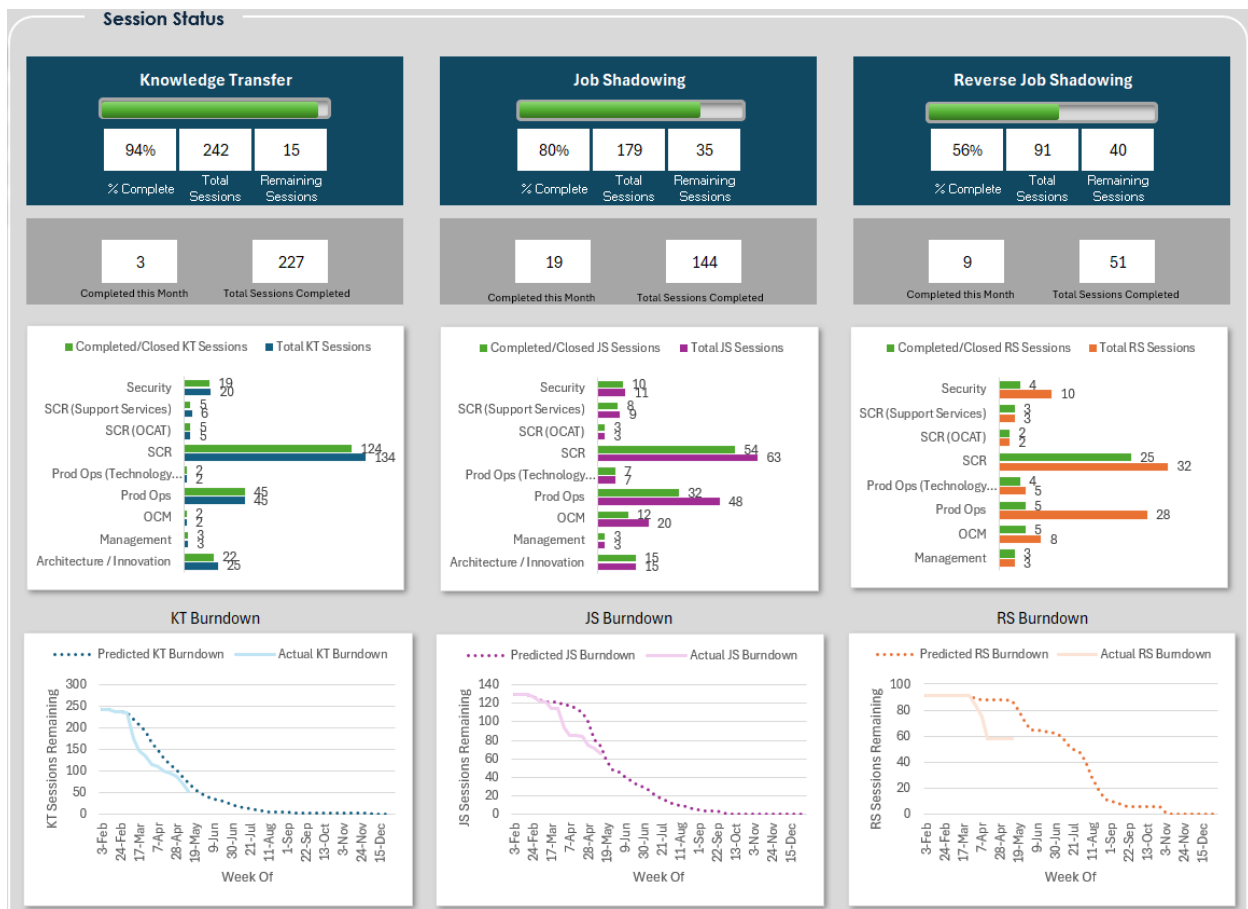 Session Status
Knowledge Transfer
94%
242
15
% Complete
Total Sessions
Remaining Sessions
3
227
Completed this Month
Total Sessions Completed
Completed/Closed KT Sessions
Total KT Sessions
Security 19 20
SCR (Support Services) 5 6
SCR (OCAT) 5 5
SCR 124 134
Prod Ops (Technology... 2 2
Prod Ops 45 45
OCM 2 2
Management 3 3
Architecture / Innovation 22 25
KT Burndown
Predicted KT Burndown
Actual KT Burndown
KT Sessions Remaining
300
250
200
150
100
50
0
3-Feb
24-Feb
17-Mar
7-Apr
28-Apr
19-May
9-Jun
30-Jun
21-Jul
11-Aug
1-Sep
22-Sep
13-Oct
3-Nov
24-Nov
15-Dec
Week Of
Job Shadowing
80%
179
35
% Complete
Total Sessions
Remaining Sessions
19
144
Completed this Month
Total Sessions Completed
Completed/Closed JS Sessions
Total JS Sessions
Security 10 11
SCR (Support Services) 8 9
SCR (OCAT) 3 3
SCR 54 63
Prod Ops (Technology... 7 7
Prod Ops 32 48
OCM 12 20
Management 3 3
Architecture / Innovation 15 15
JS Burndown
Predicted JS Burndown
Actual JS Burndown
JS Sessions Remaining
140
120
100
80
60
40
20
0
3-Feb
24-Feb
17-Mar
7-Apr
28-Apr
19-May
9-Jun
30-Jun
21-Jul
11-Aug
1-Sep
22-Sep
13-Oct
3-Nov
24-Nov
15-Dec
Week Of
Reverse Job Shadowing
56%
91
40
% Complete
Total Sessions
Remaining Sessions
9
51
Completed this Month
Total Sessions Completed
Completed/Closed RS Sessions
Total RS Sessions
Security 4 10
SCR (Support Services) 3 3
SCR (OCAT) 2 2
SCR 25 32
Prod Ops (Technology... 4 5
Prod Ops 5 28
OCM 5 8
Management 3 3
RS Burndown
Predicted RS Burndown
Actual RS Burndown
RS Sessions Remaining
100
80
60
40
20
0
3-Feb
24-Feb
17-Mar
7-Apr
28-Apr
19-May
9-Jun
30-Jun
21-Jul
11-Aug
1-Sep
22-Sep
13-Oct
3-Nov
24-Nov
15-Dec
Week Of